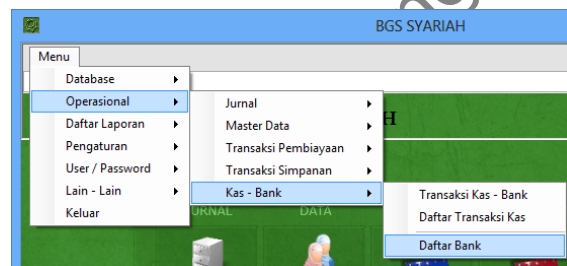 BGS SYARIAH
Menu
Database
Operasional
Daftar Laporan
Pengaturan
User / Password
Lain - Lain
Keluar
Jurnal
Master Data
Transaksi Pembiayaan
Transaksi Simpanan
Kas - Bank
Transaksi Kas - Bank
Daftar Transaksi Kas
Daftar Bank
H
URNAL
DATA